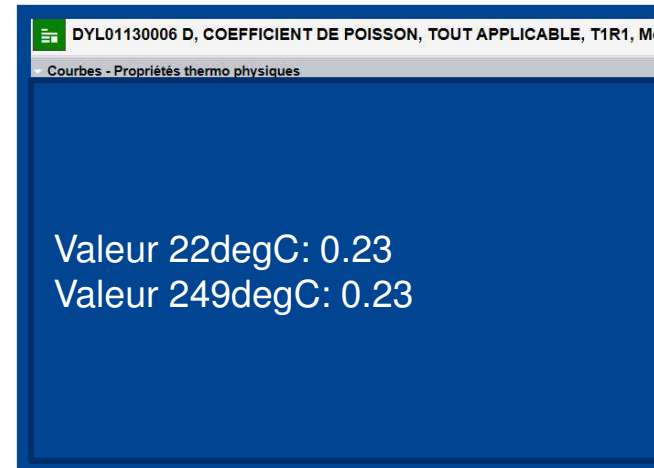 DYL01130006 D, COEFFICIENT DE POISSON, TOUT APPLICABLE, T1R1,
Courbes - Propriétés thermo physiques
Valeur 22degC: 0.23
Valeur 249degC: 0.23